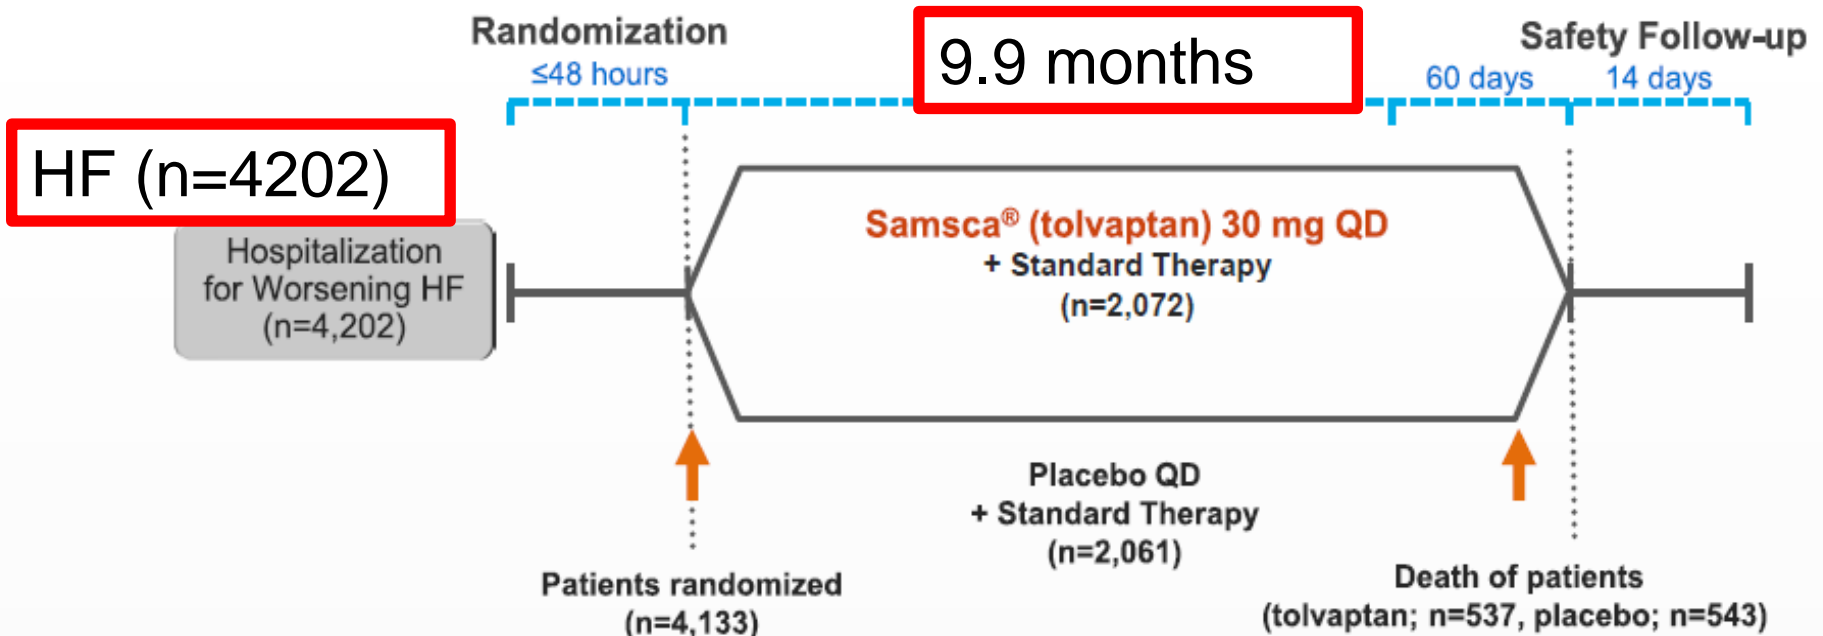 Randomization
≤48 hours
9.9 months
Safety Follow-up
60 days
14 days
HF (n=4202)
Hospitalization
for Worsening HF
(n=4,202)
Samsca® (tolvaptan) 30 mg QD
+ Standard Therapy
(n=2,072)
Placebo QD
+ Standard Therapy
(n=2,061)
Patients randomized
(n=4,133)
Death of patients
(tolvaptan; n=537, placebo; n=543)